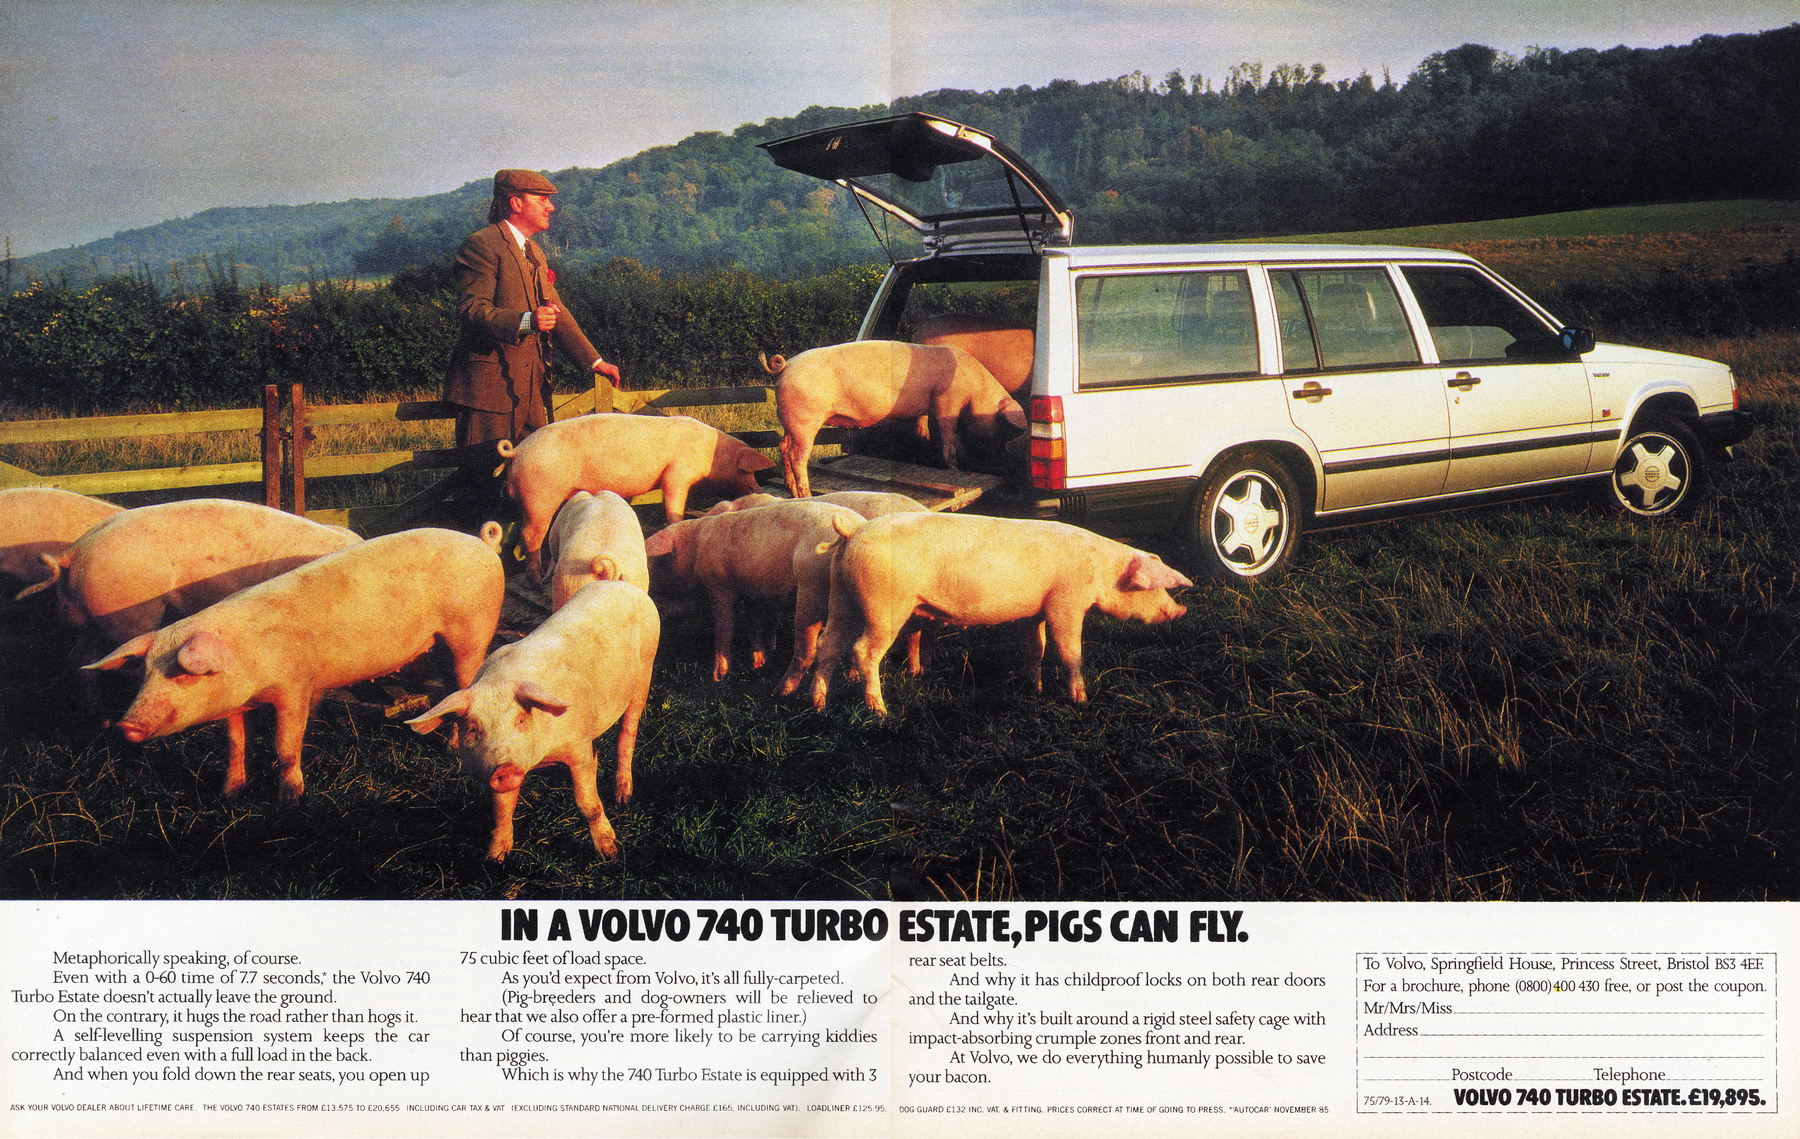 IN A VOLVO 740 TURBO ESTATE, PIGS CAN FLY.
Metaphorically speaking, of course.
Even with a 0-60 time of 7.7 seconds,* the Volvo 740
Turbo Estate doesn't actually leave the ground.
On the contrary, it hugs the road rather than hogs it.
A self-levelling suspension system keeps the car
correctly balanced even with a full load in the back.
And when you fold down the rear seats, you open up
75 cubic feet of load space.
As you'd expect from Volvo, it's all fully-carpeted.
(Pig-breeders and dog-owners will be relieved to
hear that we also offer a pre-formed plastic liner.)
Of course, you're more likely to be carrying kiddies
than piggies.
Which is why the 740 Turbo Estate is equipped with 3
rear seat belts.
And why it has childproof locks on both rear doors
and the tailgate.
And why it's built around a rigid steel safety cage with
impact-absorbing crumple zones front and rear.
At Volvo, we do everything humanly possible to save
your bacon.
To Volvo, Springfield House, Princess Street, Bristol BS3 4EF.
For a brochure, phone (0800) 400 430 free, or post the coupon.
Mr/Mrs/Miss
Address
Postcode Telephone
75/79-13-A-14. VOLVO 740 TURBO ESTATE. £19,895.
ASK YOUR VOLVO DEALER ABOUT LIFETIME CARE. THE VOLVO 740 ESTATES FROM £13,575 TO £20,655 INCLUDING CAR TAX & VAT (EXCLUDING STANDARD NATIONAL DELIVERY CHARGE £165, INCLUDING VAT). LOADLINER £125.95. DOG GUARD £132 INC. VAT. & FITTING. PRICES CORRECT AT TIME OF GOING TO PRESS. *'AUTOCAR' NOVEMBER 85.